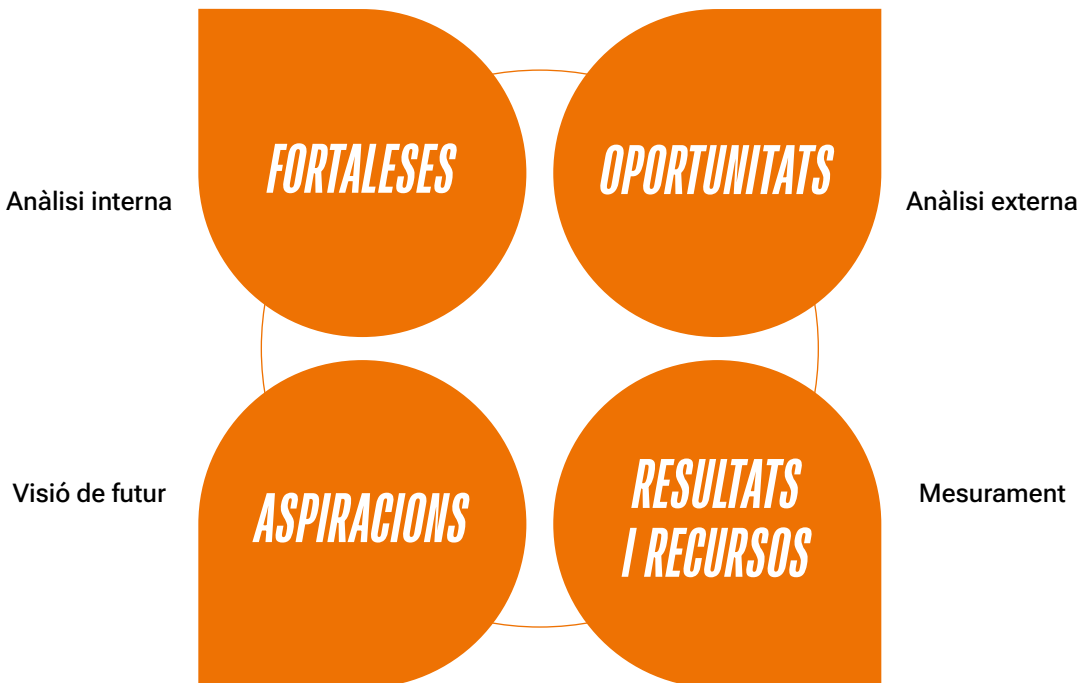 FORTALESES
OPORTUNITATS
Anàlisi interna
Anàlisi externa
ASPIRACIONS
RESULTATS
I RECURSOS
Visió de futur
Mesurament